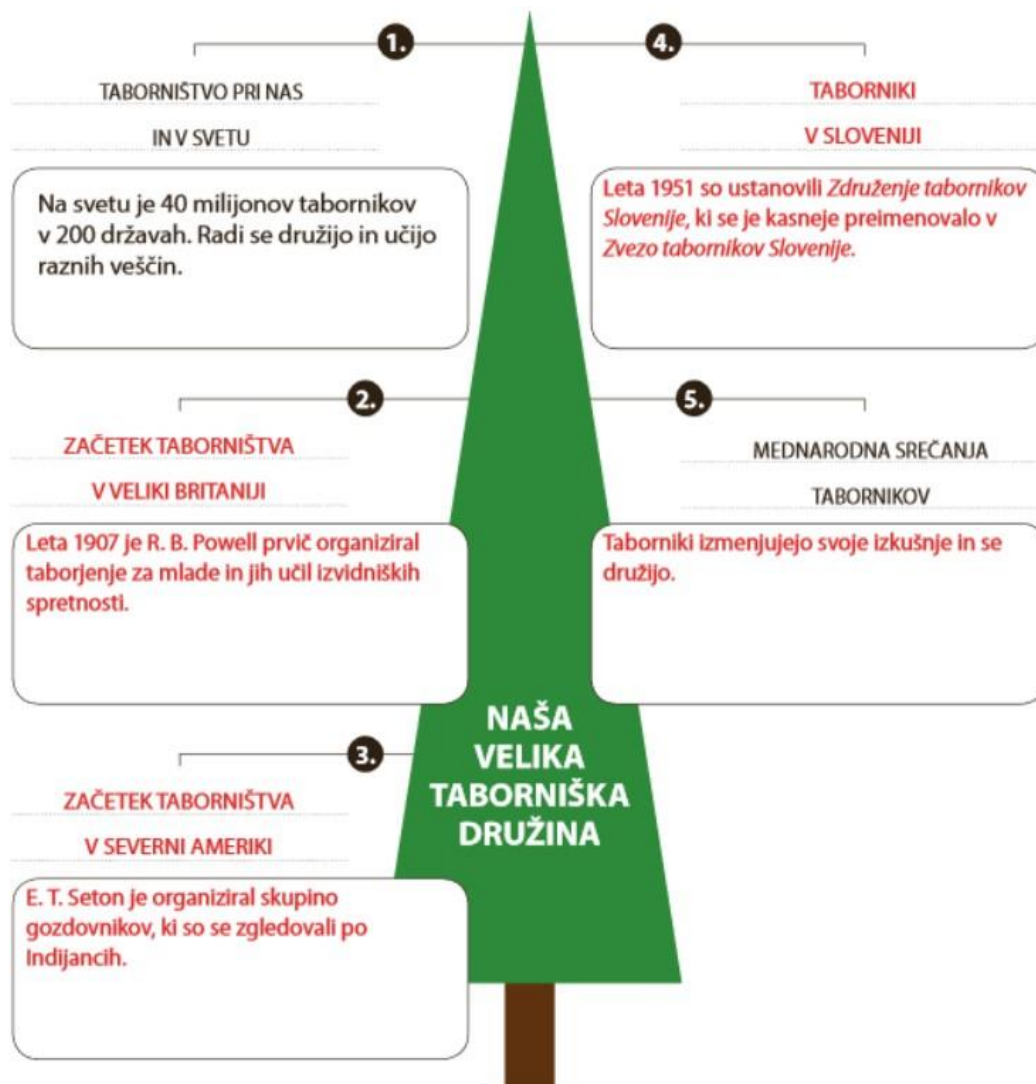 1.
TABORNIŠTVO PRI NAS
IN V SVETU
Na svetu je 40 milijonov tabornikov
v 200 državah. Radi se družijo in učijo
raznih veščin.
2.
ZAČETEK TABORNIŠTVA
V VELIKI BRITANIJI
Leta 1907 je R. B. Powell prvič organiziral
taborjenje za mlade in jih učil izvidniških
spretnosti.
3.
ZAČETEK TABORNIŠTVA
V SEVERNI AMERIKI
E. T. Seton je organiziral skupino
gozdovnikov, ki so se zgledovali po
Indijancih.
4.
TABORNIKI
V SLOVENIJI
Leta 1951 so ustanovili Združenje tabornikov
Slovenije, ki se je kasneje preimenovalo v
Zvezo tabornikov Slovenije.
5.
MEDNARODNA SREČANJA
TABORNIKOV
Taborniki izmenjujejo svoje izkušnje in se
družijo.
NAŠA
VELIKA
TABORNIŠKA
DRUŽINA